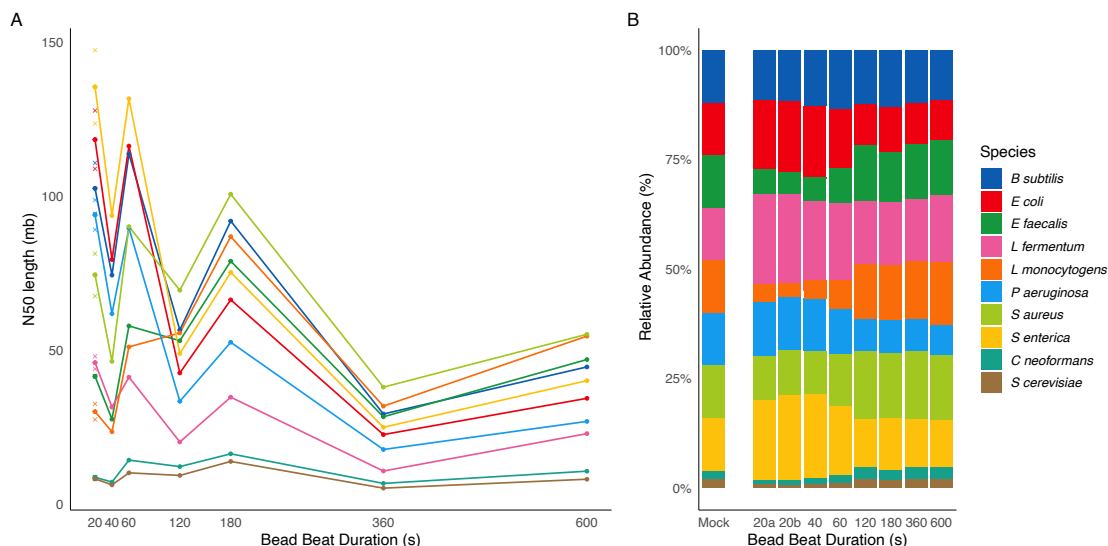 A
B
150
100
50
0
N50 length (mb)
20 40 60 120 180 360 600
Bead Beat Duration (s)
100%
75%
50%
25%
0%
Relative Abundance (%)
Mock 20a 20b 40 60 120 180 360 600
Bead Beat Duration (s)
Species
B subtilis
E coli
E faecalis
L fermentum
L monocytogens
P aeruginosa
S aureus
S enterica
C neoformans
S cerevisiae